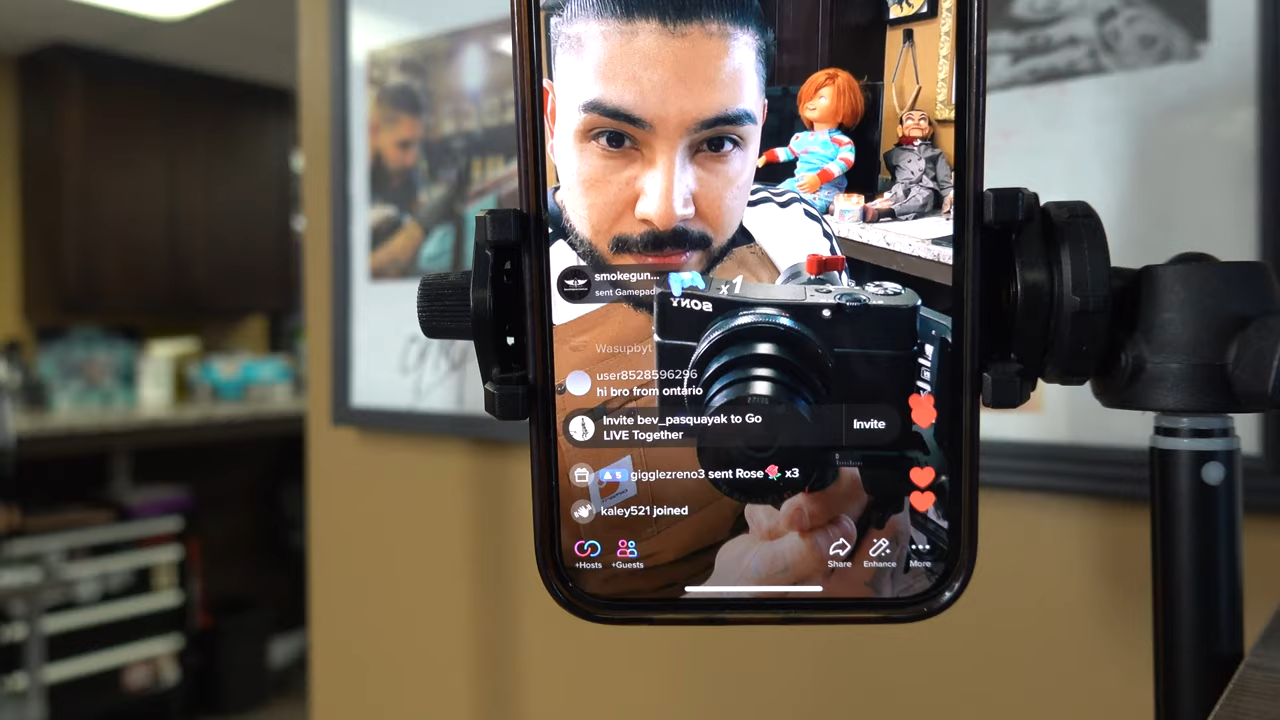 smokegun...
sent Gamepad
x1
SONY
Wasupbyt
user8528596296
hi bro from ontario
Invite bev_pasquayak to Go
LIVE Together
Invite
5 gigglezreno3 sent Rose x3
kaley521 joined
+Hosts
+Guests
Share
Enhance
More